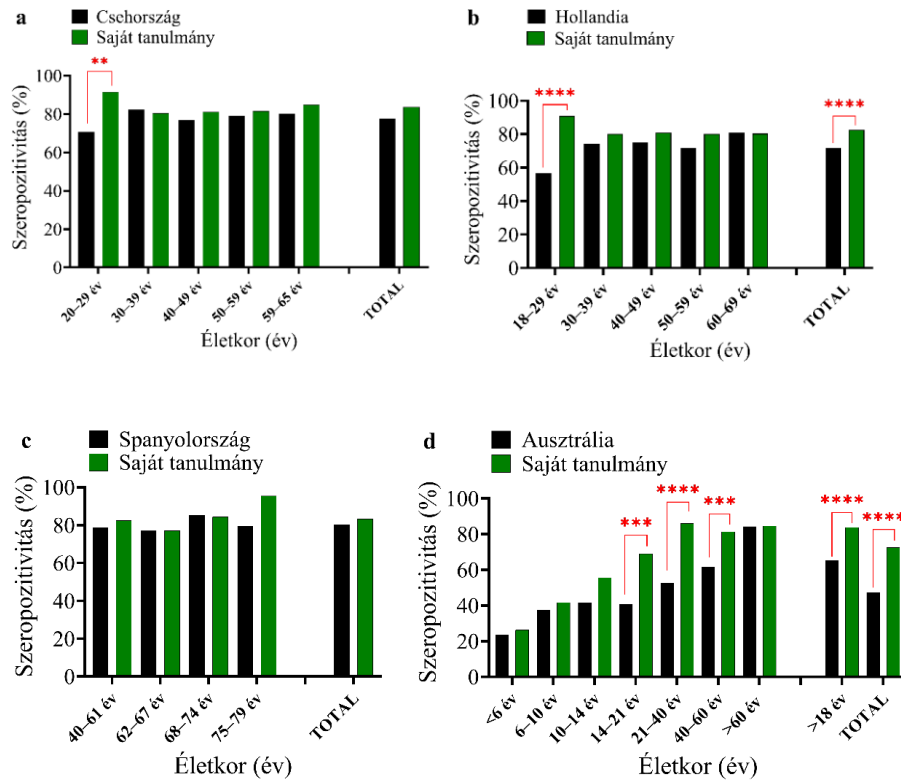 a
Csehország
Saját tanulmány
**
Szeropozitivitás (%)
100
80
60
40
20
0
20–29 év
30–39 év
40–49 év
50–59 év
59–65 év
TOTAL
Életkor (év)
b
Hollandia
Saját tanulmány
****
****
Szeropozitivitás (%)
100
80
60
40
20
0
18–29 év
30–39 év
40–49 év
50–59 év
60–69 év
TOTAL
Életkor (év)
c
Spanyolország
Saját tanulmány
Szeropozitivitás (%)
100
80
60
40
20
0
40–61 év
62–67 év
68–74 év
75–79 év
TOTAL
Életkor (év)
d
Ausztrália
Saját tanulmány
***
****
***
****
****
Szeropozitivitás (%)
100
80
60
40
20
0
<6 év
6–10 év
10–14 év
14–21 év
21–40 év
40–60 év
>60 év
>18 év
TOTAL
Életkor (év)